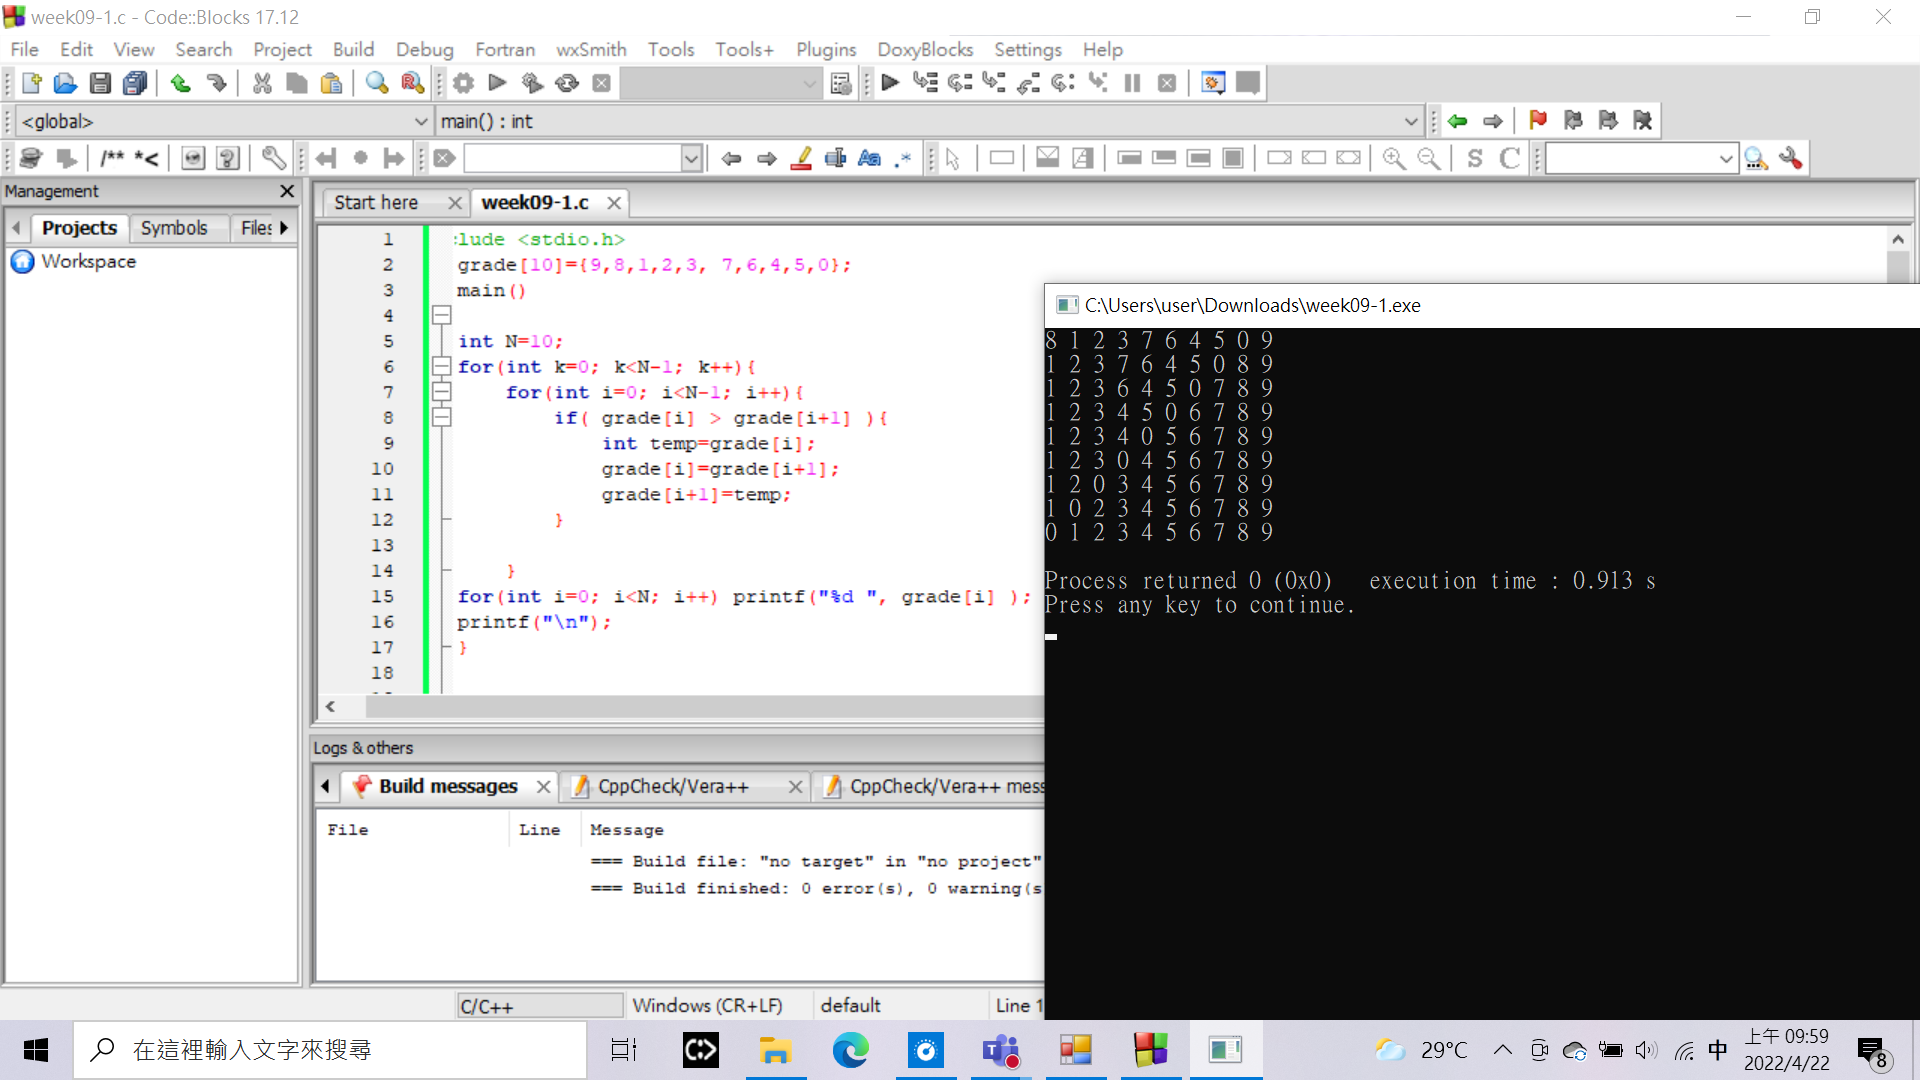 week09-1.c - Code::Blocks 17.12
File Edit View Search Project Build Debug Fortran wxSmith Tools Tools+ Plugins DoxyBlocks Settings Help
<global>
main() : int
/** *<
Management
Projects Symbols Files
Workspace
Start here
week09-1.c
1 :lude <stdio.h>
2 grade[10]={9,8,1,2,3, 7,6,4,5,0};
3 main()
4
5 int N=10;
6 for(int k=0; k<N-1; k++){
7 for(int i=0; i<N-1; i++){
8 if( grade[i] > grade[i+1] ){
9 int temp=grade[i];
10 grade[i]=grade[i+1];
11 grade[i+1]=temp;
12 }
13
14 }
15 for(int i=0; i<N; i++) printf("%d ", grade[i] );
16 printf("\n");
17 }
18
C:\Users\user\Downloads\week09-1.exe
8 1 2 3 7 6 4 5 0 9
1 2 3 7 6 4 5 0 8 9
1 2 3 6 4 5 0 7 8 9
1 2 3 4 5 0 6 7 8 9
1 2 3 4 0 5 6 7 8 9
1 2 3 0 4 5 6 7 8 9
1 2 0 3 4 5 6 7 8 9
1 0 2 3 4 5 6 7 8 9
0 1 2 3 4 5 6 7 8 9
Process returned 0 (0x0) execution time : 0.913 s
Press any key to continue.
Logs & others
Build messages
CppCheck/Vera++
CppCheck/Vera++ mess
File Line Message
=== Build file: "no target" in "no project"
=== Build finished: 0 error(s), 0 warning(s
C/C++
Windows (CR+LF)
default
Line 1
在這裡輸入文字來搜尋
29°C
中
上午 09:59
2022/4/22
8